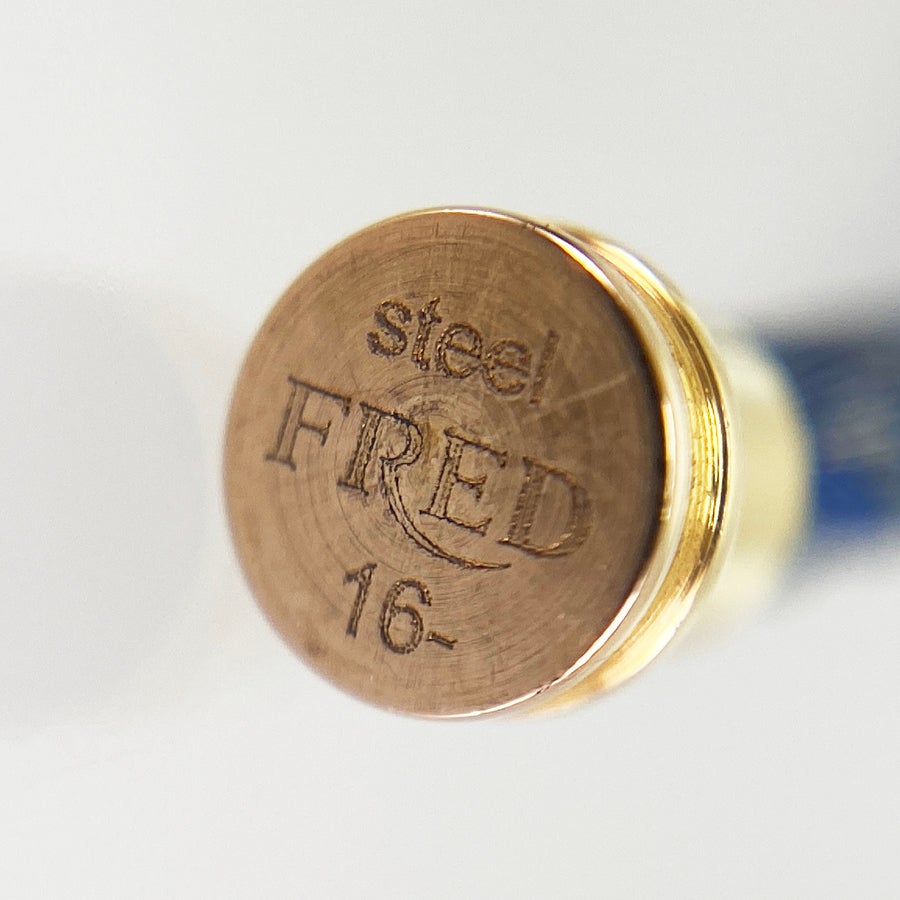 steel
FRED
16-